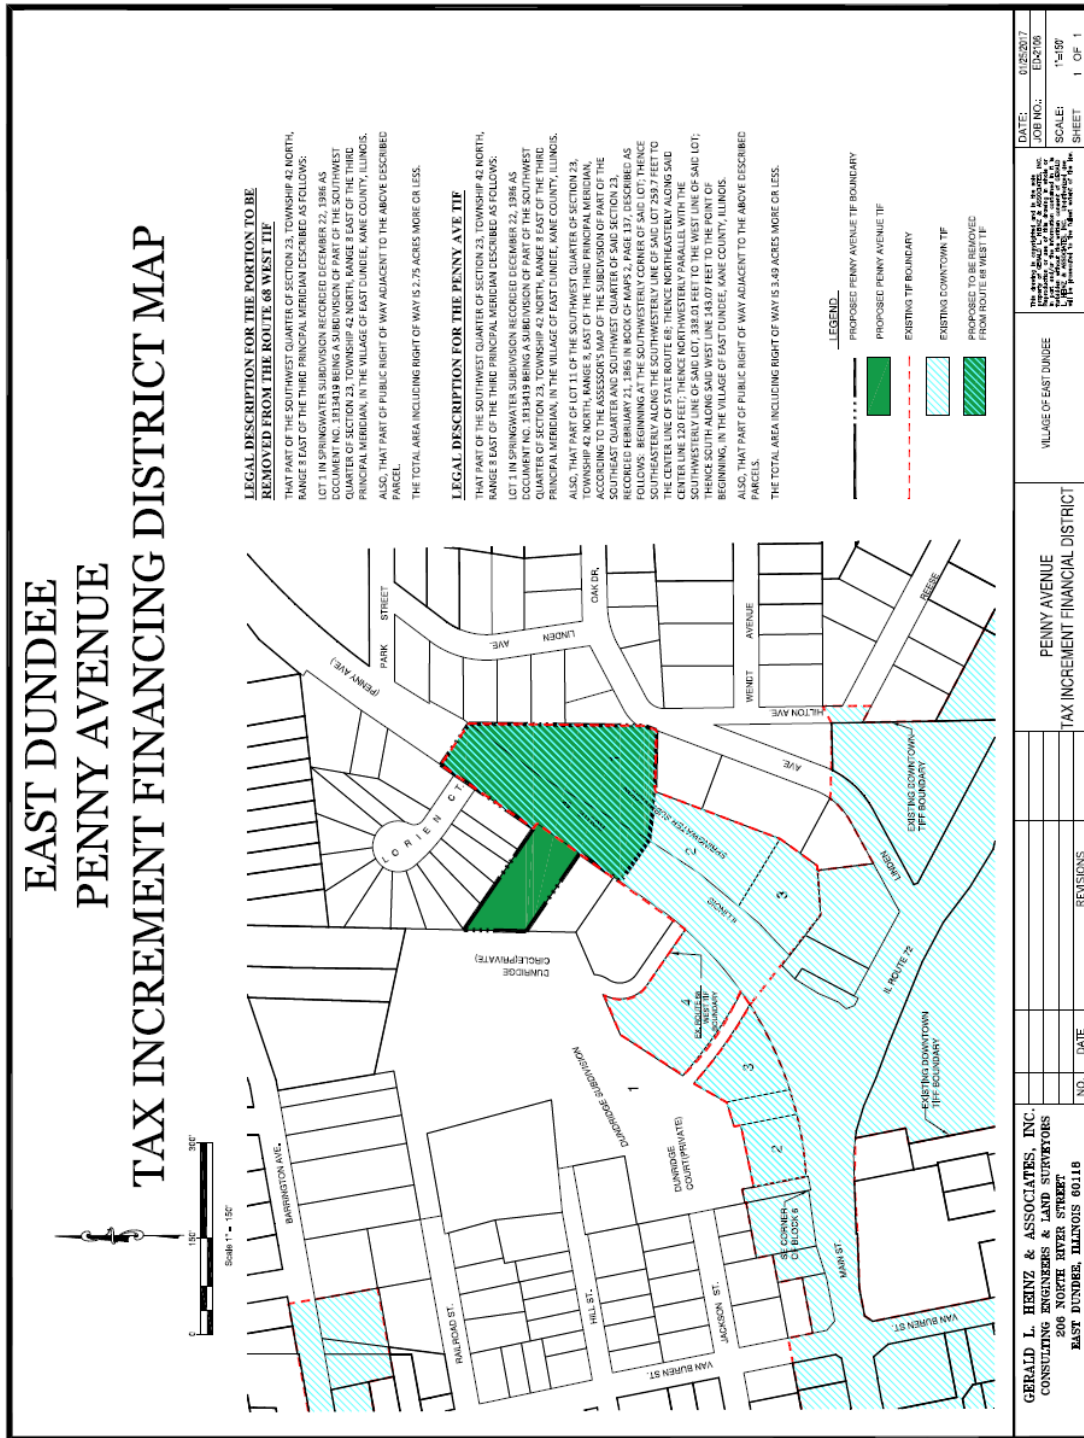 EAST DUNDEE
PENNY AVENUE
TAX INCREMENT FINANCING DISTRICT MAP
0 150' 300'
Scale 1" = 150'
LEGAL DESCRIPTION FOR THE PORTION TO BE
REMOVED FROM THE ROUTE 68 WEST TIF
THAT PART OF THE SOUTHWEST QUARTER OF SECTION 23, TOWNSHIP 42 NORTH,
RANGE 8 EAST OF THE THIRD PRINCIPAL MERIDIAN DESCRIBED AS FOLLOWS:
LOT 1 IN SPRINGWATER SUBDIVISION RECORDED DECEMBER 22, 1986 AS
DOCUMENT NO. 1813419 BEING A SUBDIVISION OF PART OF THE SOUTHWEST
QUARTER OF SECTION 23, TOWNSHIP 42 NORTH, RANGE 8 EAST OF THE THIRD
PRINCIPAL MERIDIAN, IN THE VILLAGE OF EAST DUNDEE, KANE COUNTY, ILLINOIS.
ALSO, THAT PART OF PUBLIC RIGHT OF WAY ADJACENT TO THE ABOVE DESCRIBED
PARCEL.
THE TOTAL AREA INCLUDING RIGHT OF WAY IS 2.75 ACRES MORE OR LESS.
LEGAL DESCRIPTION FOR THE PENNY AVE TIF
THAT PART OF THE SOUTHWEST QUARTER OF SECTION 23, TOWNSHIP 42 NORTH,
RANGE 8 EAST OF THE THIRD PRINCIPAL MERIDIAN DESCRIBED AS FOLLOWS:
LOT 1 IN SPRINGWATER SUBDIVISION RECORDED DECEMBER 22, 1986 AS
DOCUMENT NO. 1813419 BEING A SUBDIVISION OF PART OF THE SOUTHWEST
QUARTER OF SECTION 23, TOWNSHIP 42 NORTH, RANGE 8 EAST OF THE THIRD
PRINCIPAL MERIDIAN, IN THE VILLAGE OF EAST DUNDEE, KANE COUNTY, ILLINOIS.
ALSO, THAT PART OF LOT 11 OF THE SOUTHWEST QUARTER OF SECTION 23,
TOWNSHIP 42 NORTH, RANGE 8, EAST OF THE THIRD PRINCIPAL MERIDIAN,
ACCORDING TO THE ASSESSOR'S MAP OF THE SUBDIVISION OF PART OF THE
SOUTHEAST QUARTER AND SOUTHWEST QUARTER OF SAID SECTION 23,
RECORDED FEBRUARY 21, 1865 IN BOOK OF MAPS 2, PAGE 137, DESCRIBED AS
FOLLOWS: BEGINNING AT THE SOUTHWESTERLY CORNER OF SAID LOT; THENCE
SOUTHEASTERLY ALONG THE SOUTHWESTERLY LINE OF SAID LOT 259.7 FEET TO
THE CENTER LINE OF STATE ROUTE 68; THENCE NORTHEASTERLY ALONG SAID
CENTER LINE 120 FEET; THENCE NORTHWESTERLY PARALLEL WITH THE
SOUTHWESTERLY LINE OF SAID LOT, 338.01 FEET TO THE WEST LINE OF SAID LOT;
THENCE SOUTH ALONG SAID WEST LINE 143.07 FEET TO THE POINT OF
BEGINNING, IN THE VILLAGE OF EAST DUNDEE, KANE COUNTY, ILLINOIS.
ALSO, THAT PART OF PUBLIC RIGHT OF WAY ADJACENT TO THE ABOVE DESCRIBED
PARCELS.
THE TOTAL AREA INCLUDING RIGHT OF WAY IS 3.49 ACRES MORE OR LESS.
LEGEND
PROPOSED PENNY AVENUE TIF BOUNDARY
PROPOSED PENNY AVENUE TIF
EXISTING TIF BOUNDARY
EXISTING DOWNTOWN TIF
PROPOSED TO BE REMOVED
FROM ROUTE 68 WEST TIF
BARRINGTON AVE.
RAILROAD ST.
HILL ST.
JACKSON ST.
VAN BUREN ST.
VAN BUREN ST.
MAIN ST.
SE CORNER
OF BLOCK 6
DUNRIDGE
COURT(PRIVATE)
DUNDRIDGE SUBDIVISION
1
2
3
4
EX. ROUTE 68
WEST TIF
BOUNDARY
DUNRIDGE
CIRCLE(PRIVATE)
LORIEN CT.
(PENNY AVE.)
PARK STREET
LINDEN AVE.
OAK DR.
WENDT AVENUE
HILTON AVE.
REESE
AVE.
LINDEN
ILLINOIS
SPRINGWATER SUB
1
2
IL ROUTE 72
EXISTING DOWNTOWN
TIFF BOUNDARY
EXISTING DOWNTOWN
TIFF BOUNDARY
GERALD L. HEINZ & ASSOCIATES, INC.
CONSULTING ENGINEERS & LAND SURVEYORS
206 NORTH RIVER STREET
EAST DUNDEE, ILLINOIS 60118
NO. DATE REVISIONS
PENNY AVENUE
TAX INCREMENT FINANCIAL DISTRICT
VILLAGE OF EAST DUNDEE
DATE: 01/25/2017
JOB NO.: ED-2106
SCALE: 1"=150'
SHEET 1 OF 1